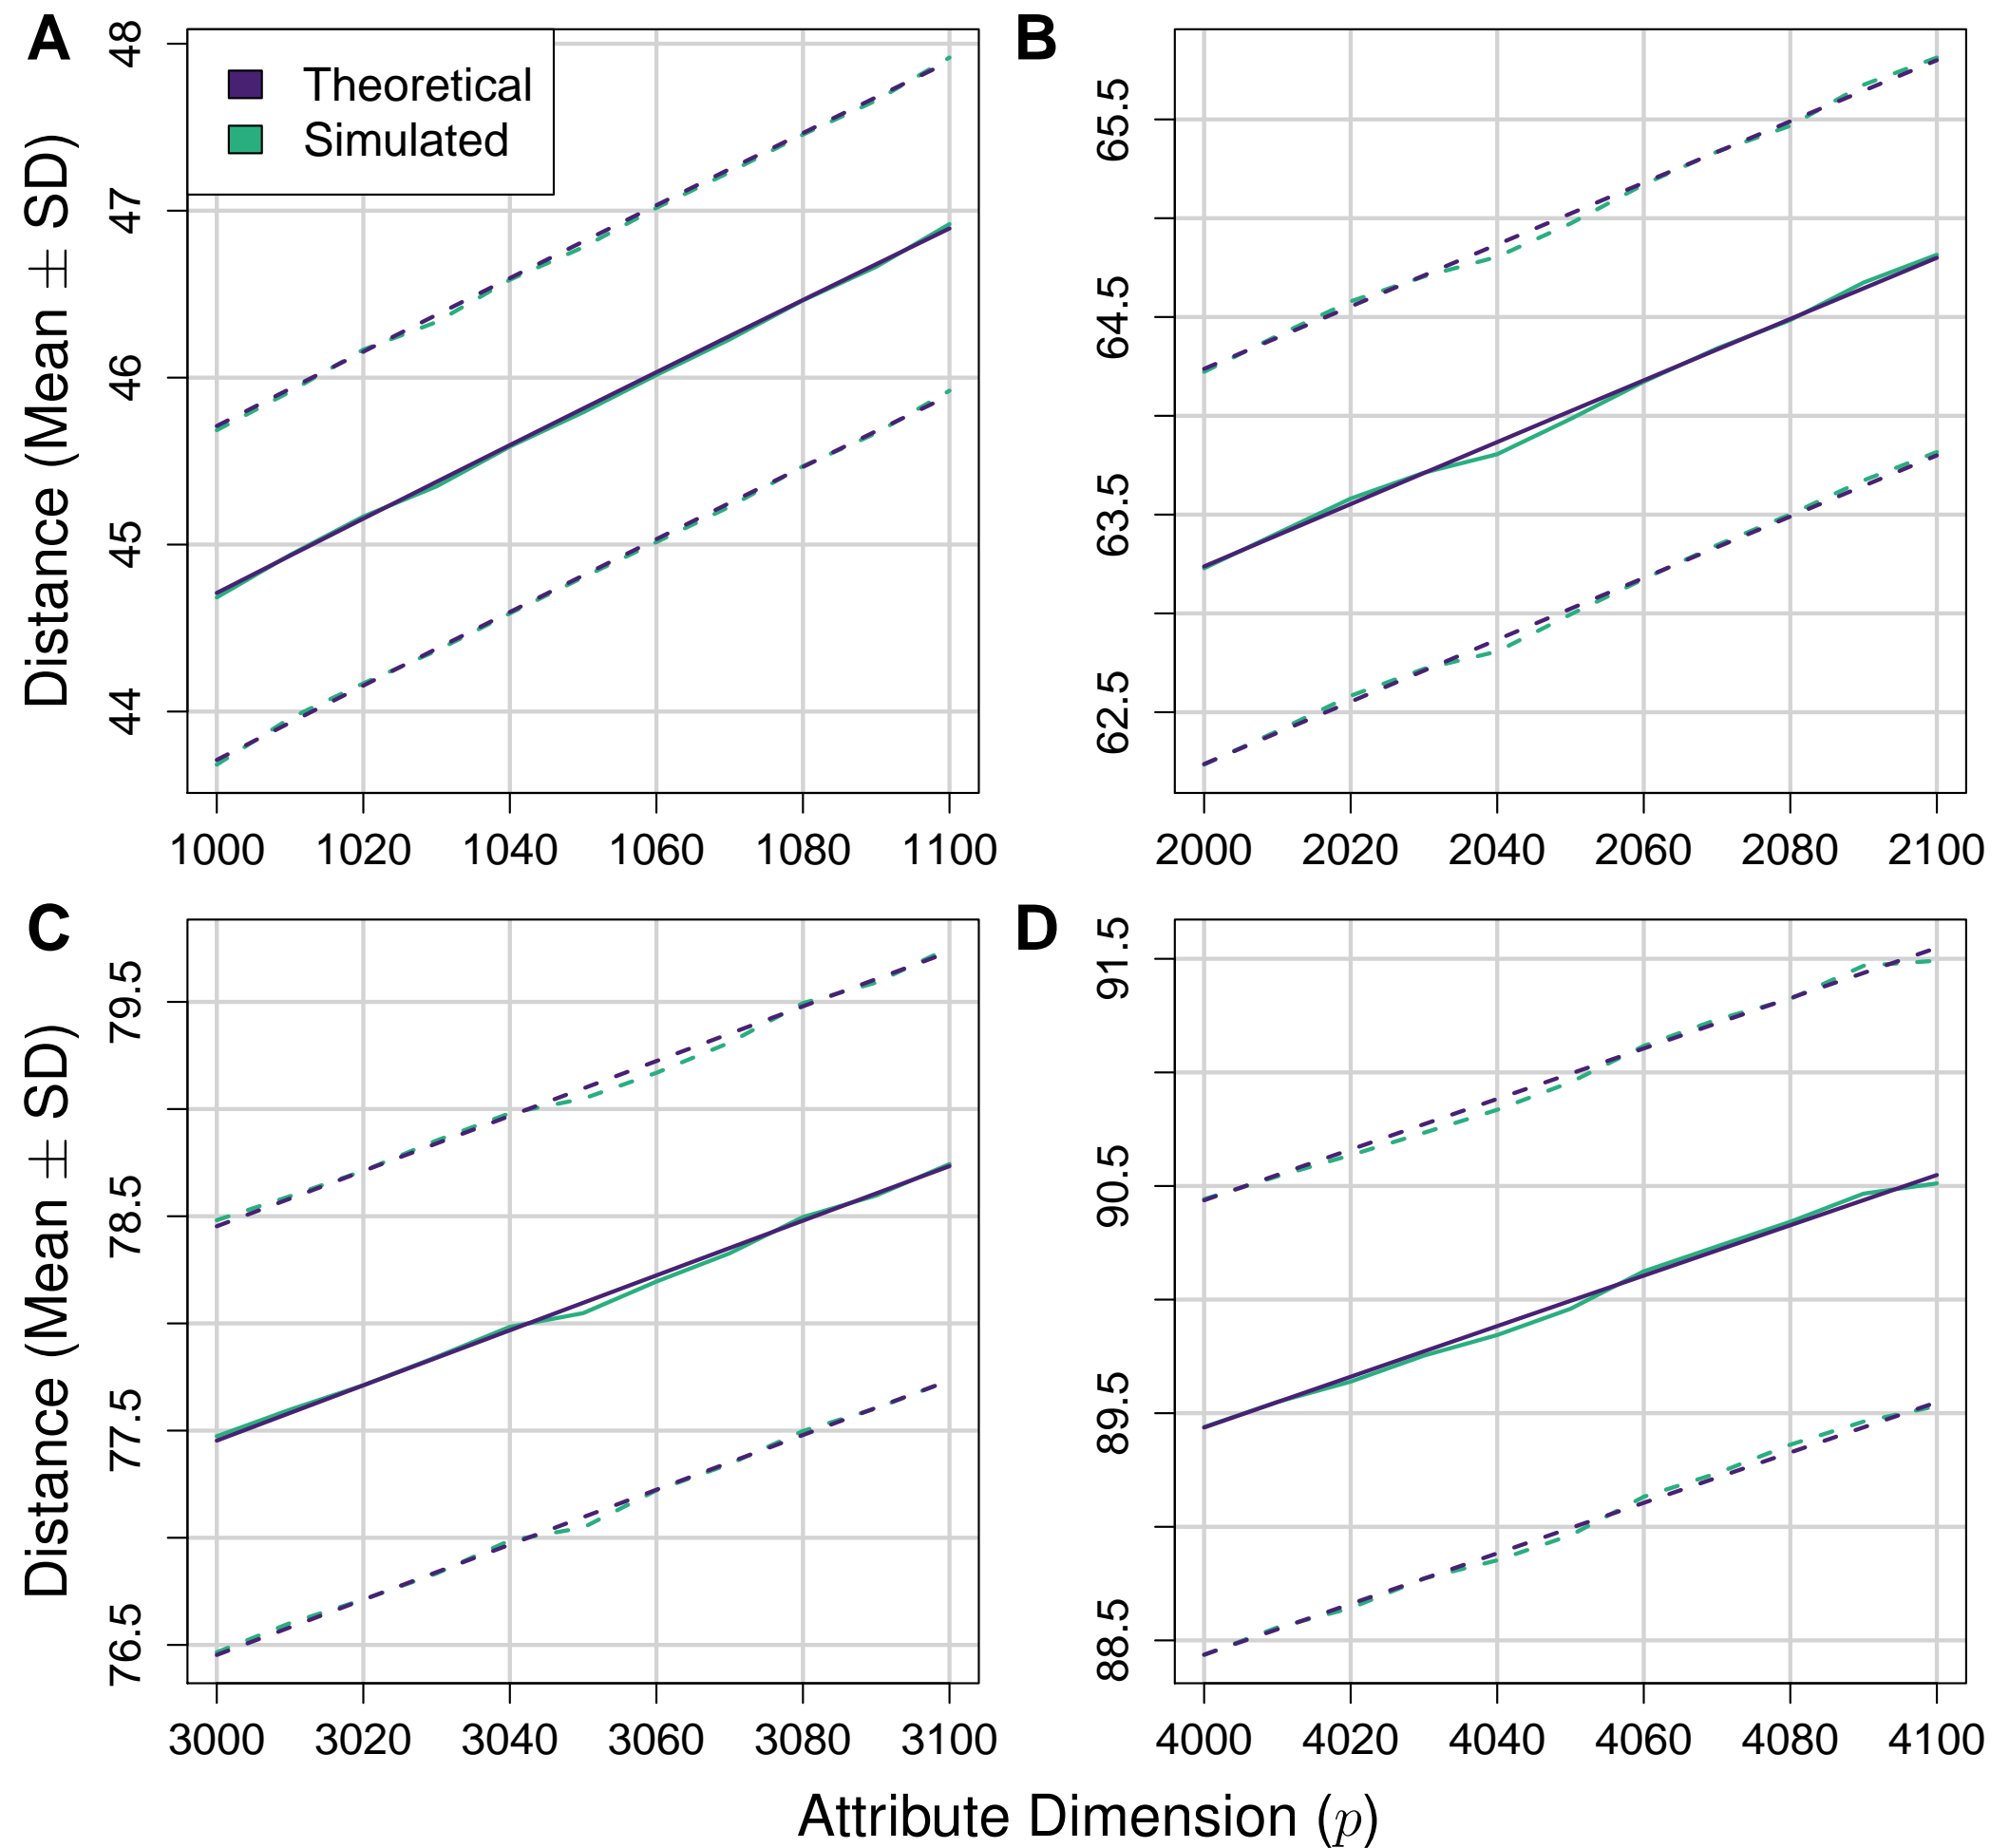 A
B
Theoretical
Simulated
Distance (Mean ± SD)
48
47
46
45
44
1000 1020 1040 1060 1080 1100
65.5
64.5
63.5
62.5
2000 2020 2040 2060 2080 2100
C
D
Distance (Mean ± SD)
79.5
78.5
77.5
76.5
3000 3020 3040 3060 3080 3100
91.5
90.5
89.5
88.5
4000 4020 4040 4060 4080 4100
Attribute Dimension (p)